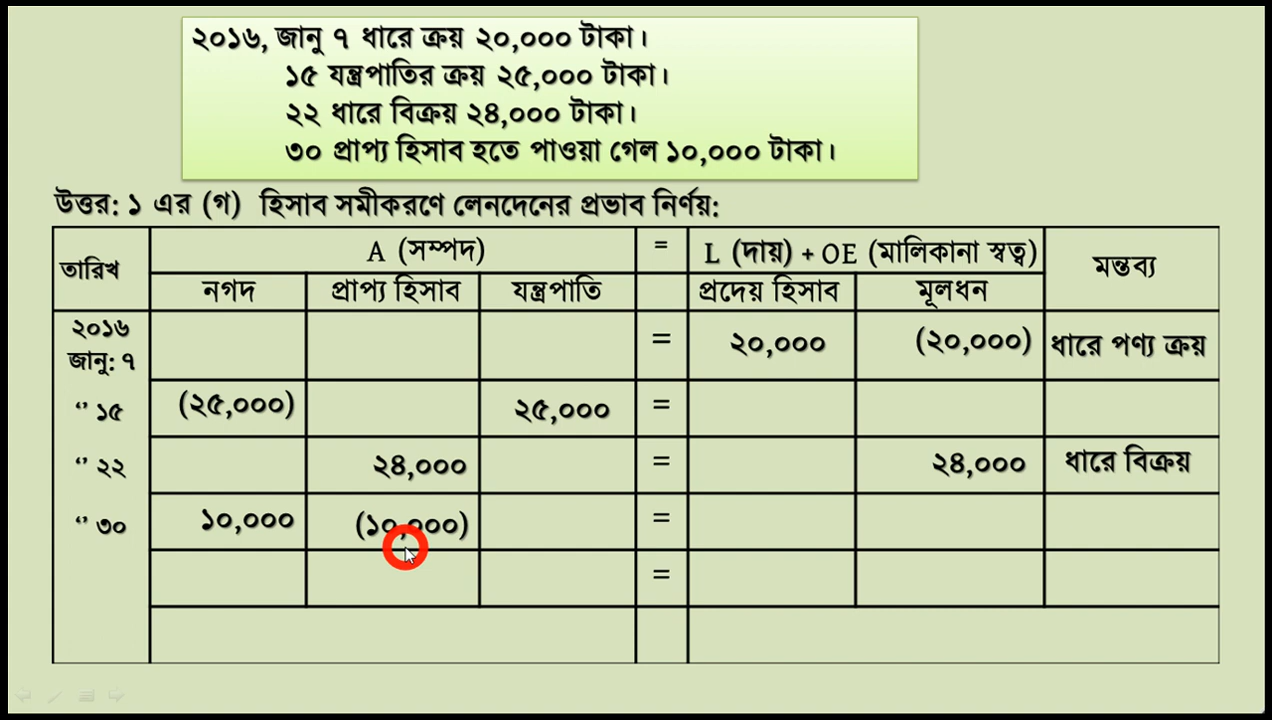 ২০১৬, জানু ৭ ধারে ক্রয় ২০,০০০ টাকা।
১৫ যন্ত্রপাতির ক্রয় ২৫,০০০ টাকা।
২২ ধারে বিক্রয় ২৪,০০০ টাকা।
৩০ প্রাপ্য হিসাব হতে পাওয়া গেল ১০,০০০ টাকা।
উত্তর: ১ এর (গ) হিসাব সমীকরণে লেনদেনের প্রভাব নির্ণয়:
তারিখ A (সম্পদ) = L (দায়) + OE (মালিকানা স্বত্ব) মন্তব্য
নগদ প্রাপ্য হিসাব যন্ত্রপাতি প্রদেয় হিসাব মূলধন
২০১৬
জানু: ৭ = ২০,০০০ (২০,০০০) ধারে পণ্য ক্রয়
‘’ ১৫ (২৫,০০০) ২৫,০০০ =
‘’ ২২ ২৪,০০০ = ২৪,০০০ ধারে বিক্রয়
‘’ ৩০ ১০,০০০ (১০,০০০) =
=